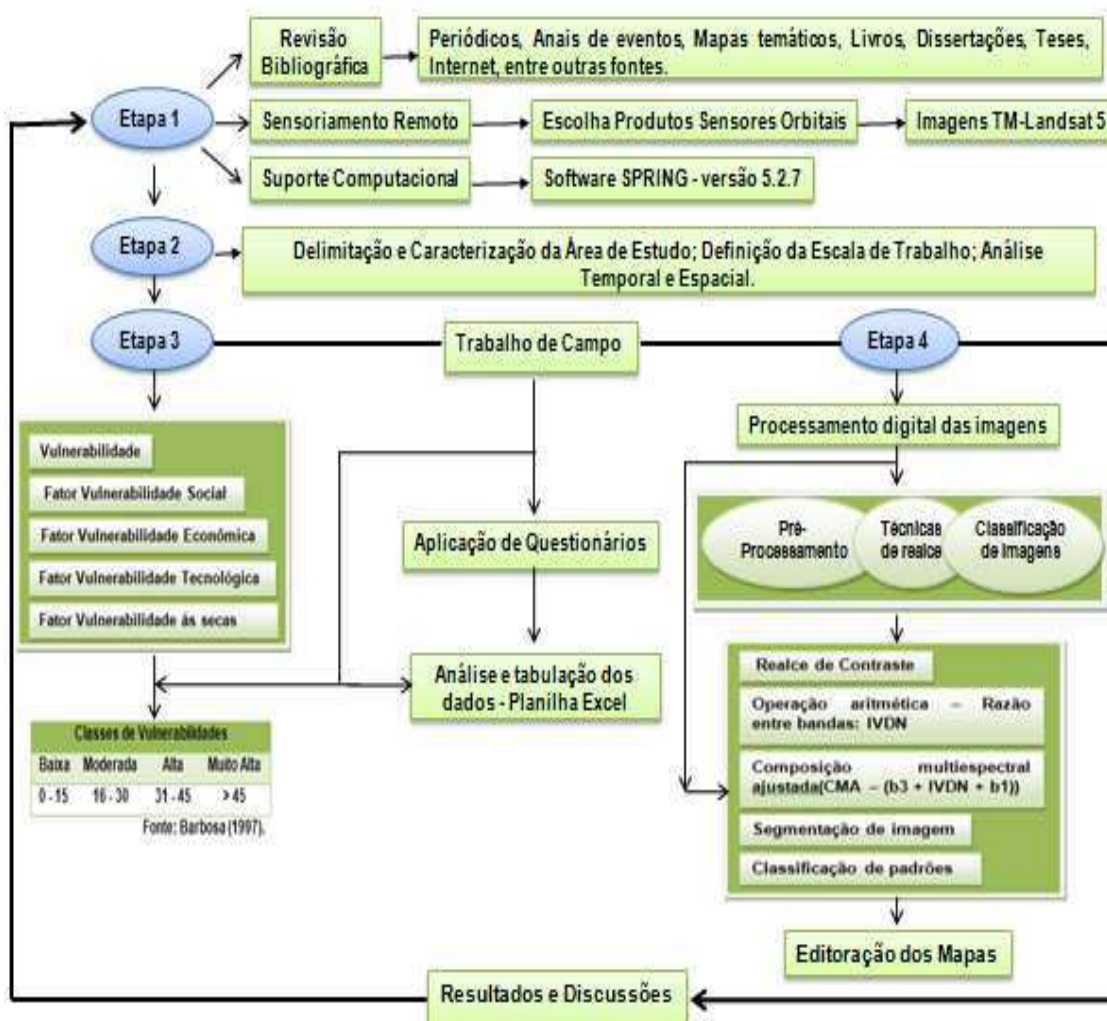 Revisão
Bibliográfica
Periódicos, Anais de eventos, Mapas temáticos, Livros, Dissertações, Teses,
Internet, entre outras fontes.
Etapa 1
Sensoriamento Remoto
Escolha Produtos Sensores Orbitais
Imagens TM-Landsat 5
Suporte Computacional
Software SPRING - versão 5.2.7
Etapa 2
Delimitação e Caracterização da Área de Estudo; Definição da Escala de Trabalho; Análise
Temporal e Espacial.
Etapa 3
Trabalho de Campo
Etapa 4
Vulnerabilidade
Fator Vulnerabilidade Social
Fator Vulnerabilidade Econômica
Fator Vulnerabilidade Tecnológica
Fator Vulnerabilidade às secas
Classes de Vulnerabilidades
Baixa Moderada Alta Muito Alta
0 - 15 16 - 30 31 - 45 > 45
Fonte: Barbosa (1997).
Aplicação de Questionários
Análise e tabulação dos
dados - Planilha Excel
Processamento digital das imagens
Pré-
Processamento
Técnicas
de realce
Classificação
de Imagens
Realce de Contraste
Operação aritmética – Razão
entre bandas: IVDN
Composição multiespectral
ajustada(CMA – (b3 + IVDN + b1))
Segmentação de imagem
Classificação de padrões
Editoração dos Mapas
Resultados e Discussões